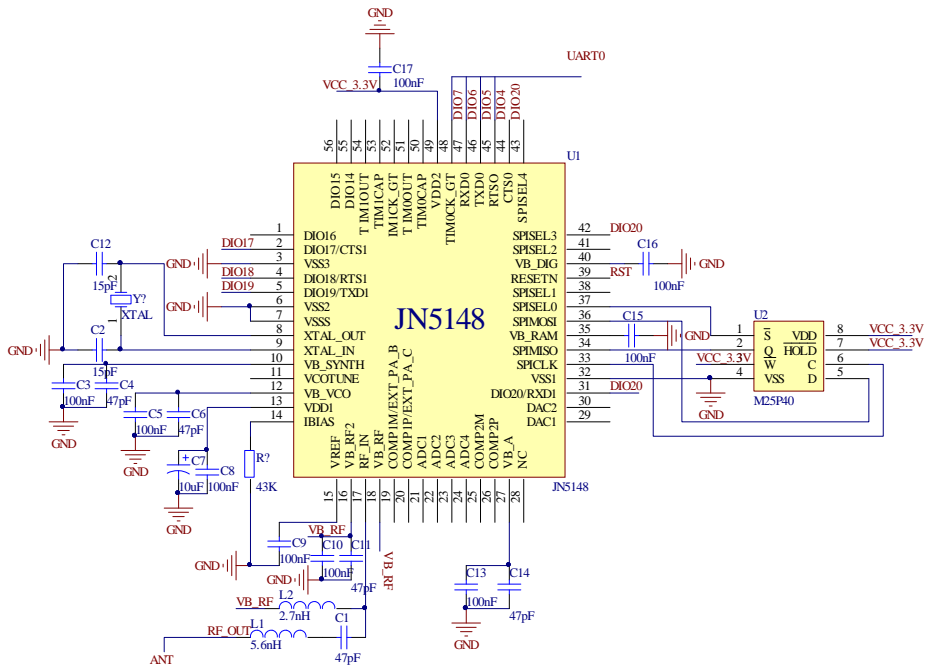 GND
C17
100nF
VCC_3.3V
UART0
DIO7
DIO6
DIO5
DIO4
DIO20
56
55
54
53
52
51
50
49
48
47
46
45
44
43
U1
DIO15
DIO14
T IM1OUT
TIM1CAP
IM1CK_GT
T IM0OUT
TIM0CAP
VDD2
TIM0CK_GT
RXD0
TXD0
RTSO
CTS0
SPISEL4
1 DIO16
DIO17 2 DIO17/CTS1
GND 3 VSS3
DIO18 4 DIO18/RTS1
DIO19 5 DIO19/TXD1
GND 6 VSS2
7 VSSS
8 XTAL_OUT
9 XTAL_IN
10 VB_SYNTH
11 VCOTUNE
12 VB_VCO
13 VDD1
14 IBIAS
JN5148
SPISEL3 42 DIO20
SPISEL2 41
VB_DIG 40
RESETN 39 RST
SPISEL1 38
SPISEL0 37
SPIMOSI 36
VB_RAM 35
SPIMISO 34
SPICLK 33
VSS1 32
DIO20/RXD1 31 DIO20
DAC2 30
DAC1 29
C12
15pF
2
Y?
XTAL
1
GND
C2
15pF
C3
100nF
C4
47pF
GND
C5
100nF
C6
47pF
GND
+
C7
10uF
C8
100nF
GND
R?
43K
C16
100nF
GND
C15
100nF
GND
U2
1 S VDD 8 VCC_3.3V
2 Q HOLD 7 VCC_3.3V
VCC_3.3V 3 W C 6
4 VSS D 5
GND
M25P40
VREF
VB_RF2
RF_IN
VB_RF
COMP1M/EXT_PA_B
COMP1P/EXT_PA_C
ADC1
ADC2
ADC3
ADC4
COMP2M
COMP2P
VB_A
NC
JN5148
15
16
17
18
19
20
21
22
23
24
25
26
27
28
VB_RF
C9
100nF
C10
100nF
C11
47pF
VB_RF
GND
GND
C13
100nF
C14
47pF
GND
VB_RF
L2
2.7nH
RF_OUT
L1
5.6nH
C1
47pF
ANT